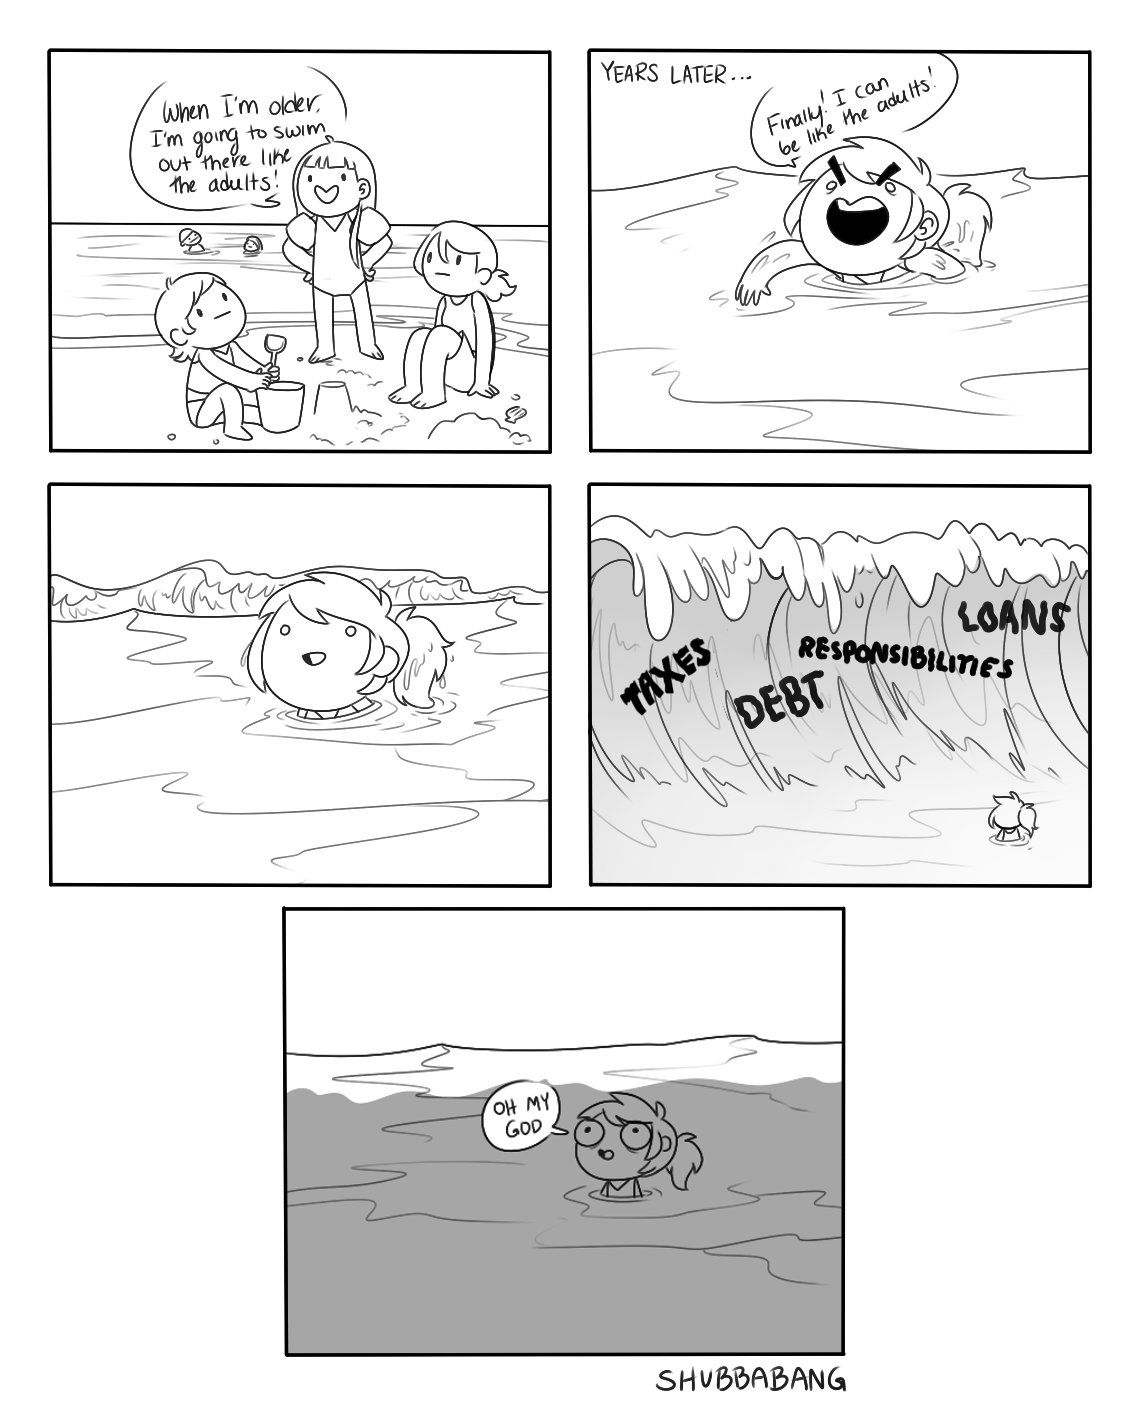 When I'm older,
I'm going to swim
out there like
the adults!
YEARS LATER...
Finally! I can
be like the adults!
TAXES
DEBT
RESPONSIBILITIES
LOANS
OH MY
GOD
SHUBBABANG